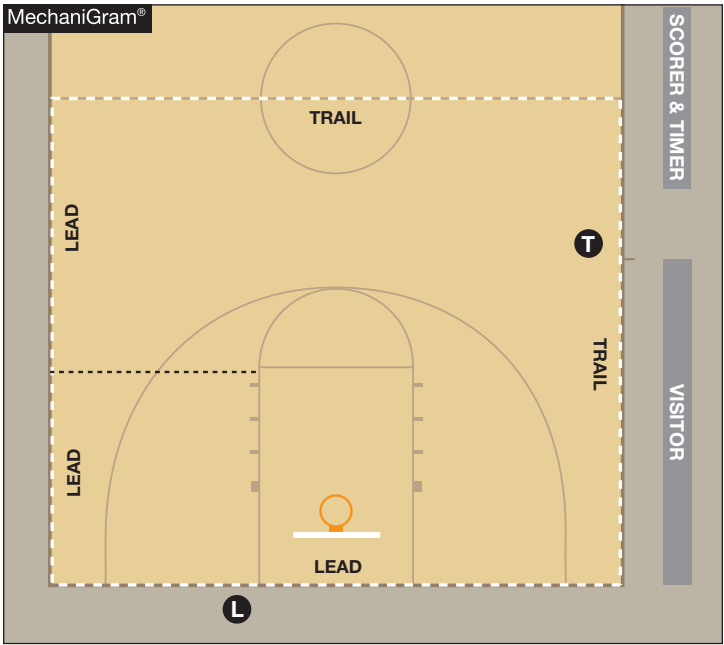 MechaniGram®
SCORER & TIMER
TRAIL
LEAD
T
TRAIL
VISITOR
LEAD
LEAD
L